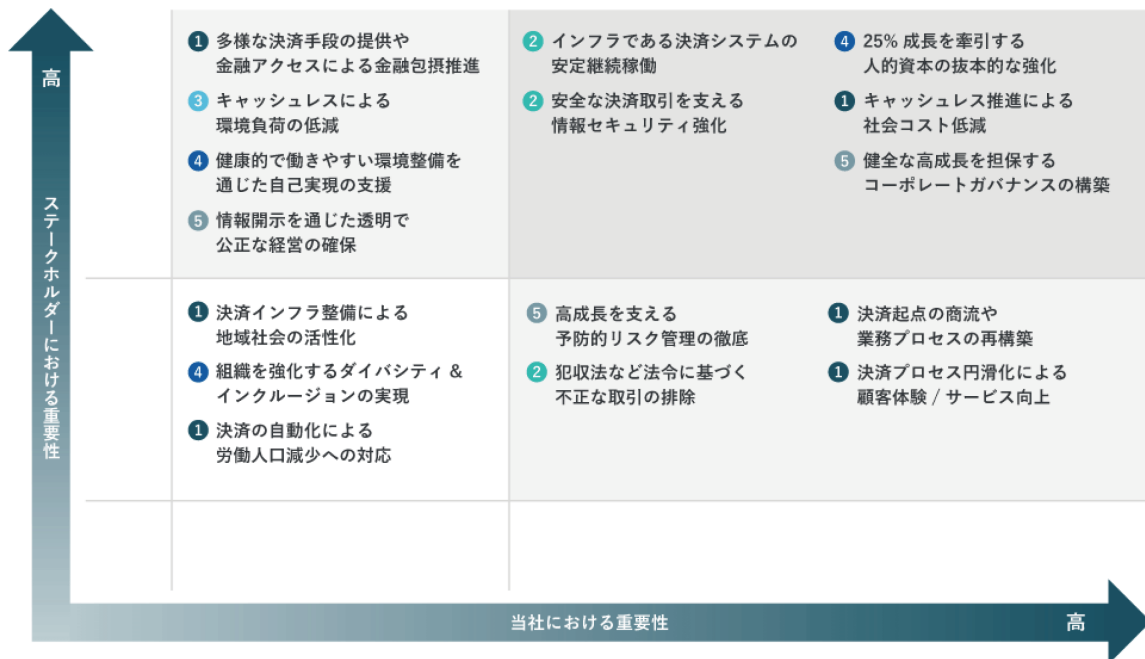 高
ステークホルダーにおける重要性
1 多様な決済手段の提供や
金融アクセスによる金融包摂推進
3 キャッシュレスによる
環境負荷の低減
4 健康的で働きやすい環境整備を
通じた自己実現の支援
5 情報開示を通じた透明で
公正な経営の確保
2 インフラである決済システムの
安定継続稼働
2 安全な決済取引を支える
情報セキュリティ強化
4 25% 成長を牽引する
人的資本の抜本的な強化
1 キャッシュレス推進による
社会コスト低減
5 健全な高成長を担保する
コーポレートガバナンスの構築
1 決済インフラ整備による
地域社会の活性化
4 組織を強化するダイバシティ &
インクルージョンの実現
1 決済の自動化による
労働人口減少への対応
5 高成長を支える
予防的リスク管理の徹底
2 犯収法など法令に基づく
不正な取引の排除
1 決済起点の商流や
業務プロセスの再構築
1 決済プロセス円滑化による
顧客体験 / サービス向上
当社における重要性
高